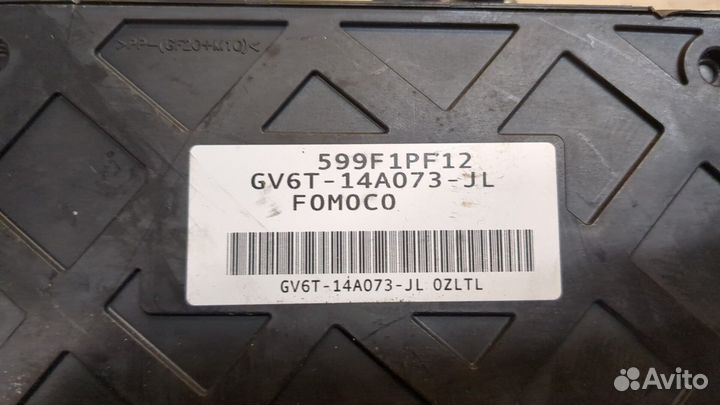 >PP-(GF20+M10)<
599F1PF12
GV6T-14A073-JL
FOMOCO
GV6T-14A073-JL OZLTL
Avito